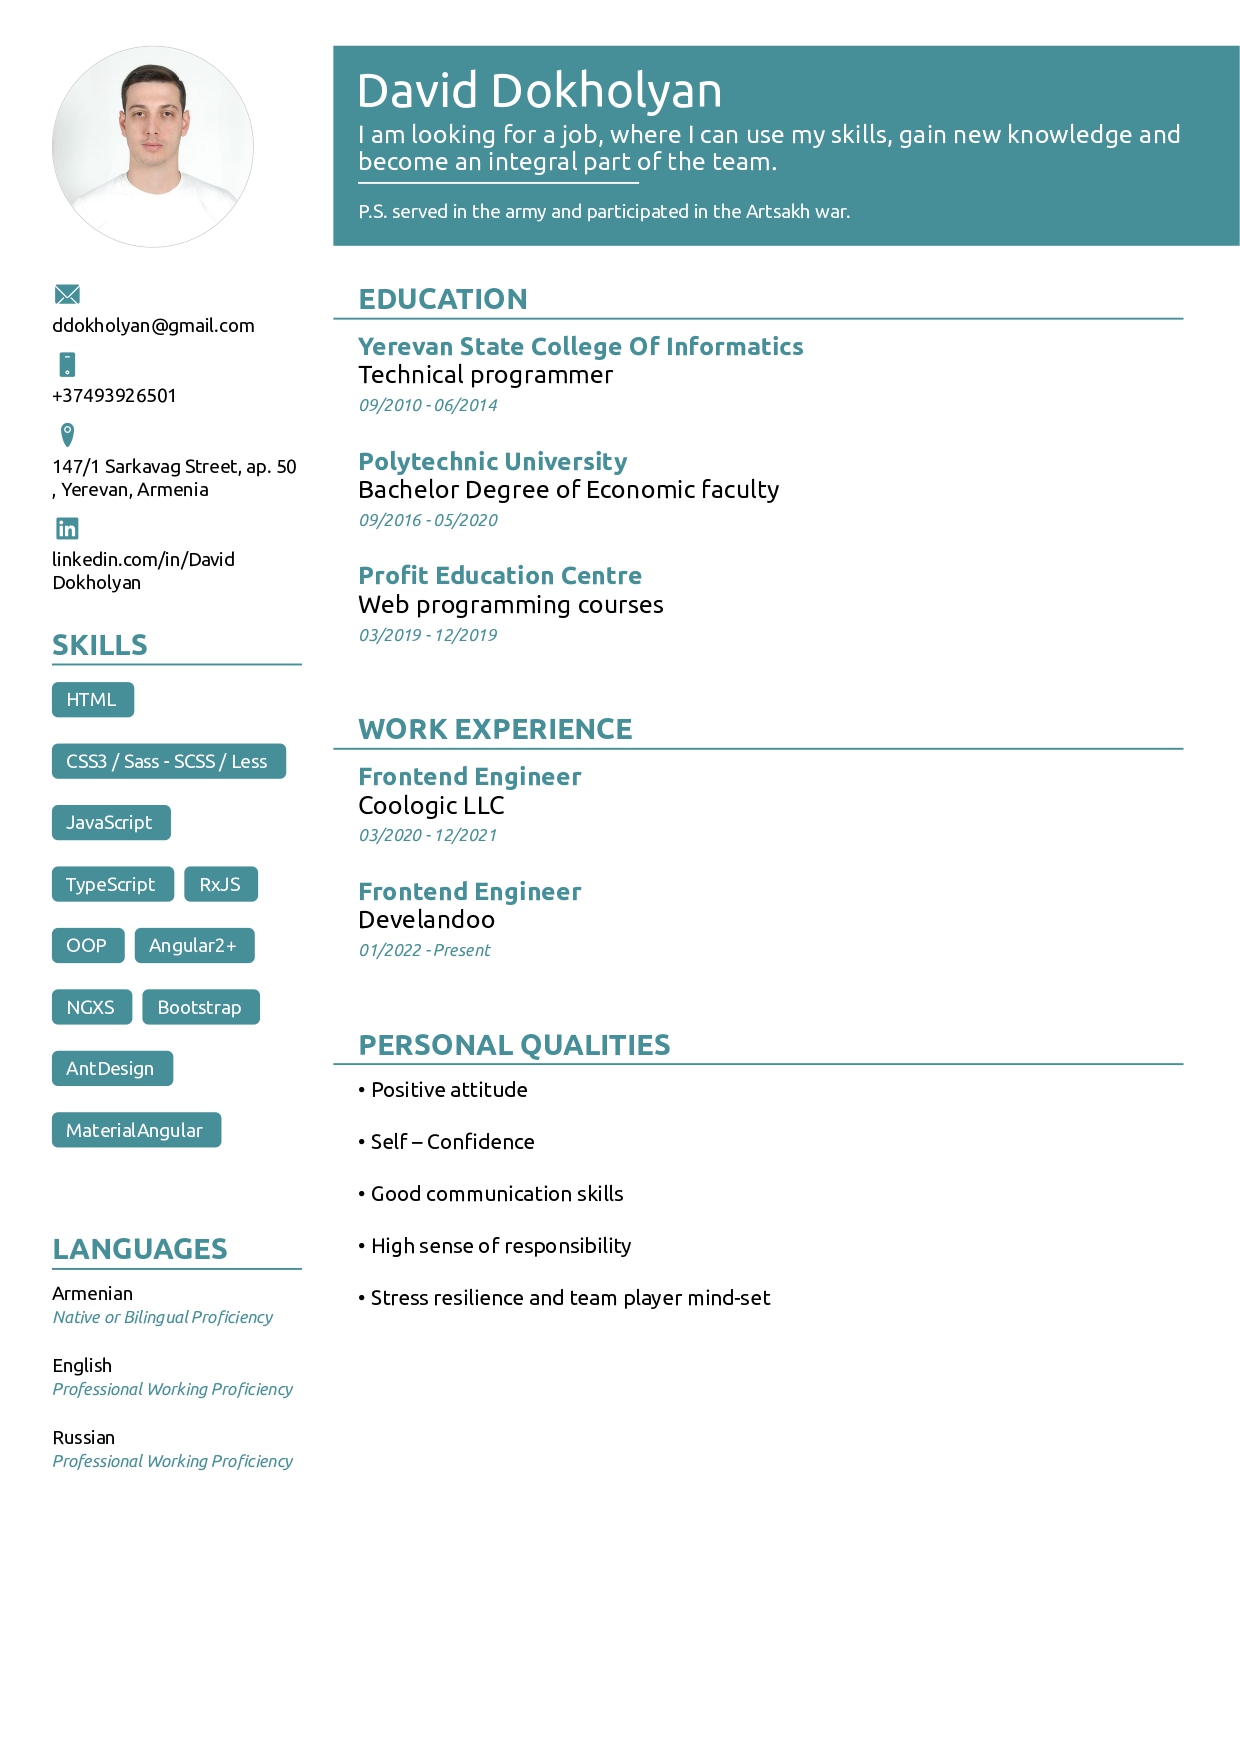 David Dokholyan
I am looking for a job, where I can use my skills, gain new knowledge and
become an integral part of the team.
P.S. served in the army and participated in the Artsakh war.
ddokholyan@gmail.com
+37493926501
147/1 Sarkavag Street, ap. 50
, Yerevan, Armenia
in
linkedin.com/in/David
Dokholyan
SKILLS
HTML
CSS3 / Sass - SCSS / Less
JavaScript
TypeScript RxJS
OOP Angular2+
NGXS Bootstrap
AntDesign
MaterialAngular
LANGUAGES
Armenian
Native or Bilingual Proficiency
English
Professional Working Proficiency
Russian
Professional Working Proficiency
EDUCATION
Yerevan State College Of Informatics
Technical programmer
09/2010 - 06/2014
Polytechnic University
Bachelor Degree of Economic faculty
09/2016 - 05/2020
Profit Education Centre
Web programming courses
03/2019 - 12/2019
WORK EXPERIENCE
Frontend Engineer
Coologic LLC
03/2020 - 12/2021
Frontend Engineer
Develandoo
01/2022 - Present
PERSONAL QUALITIES
• Positive attitude
• Self – Confidence
• Good communication skills
• High sense of responsibility
• Stress resilience and team player mind-set